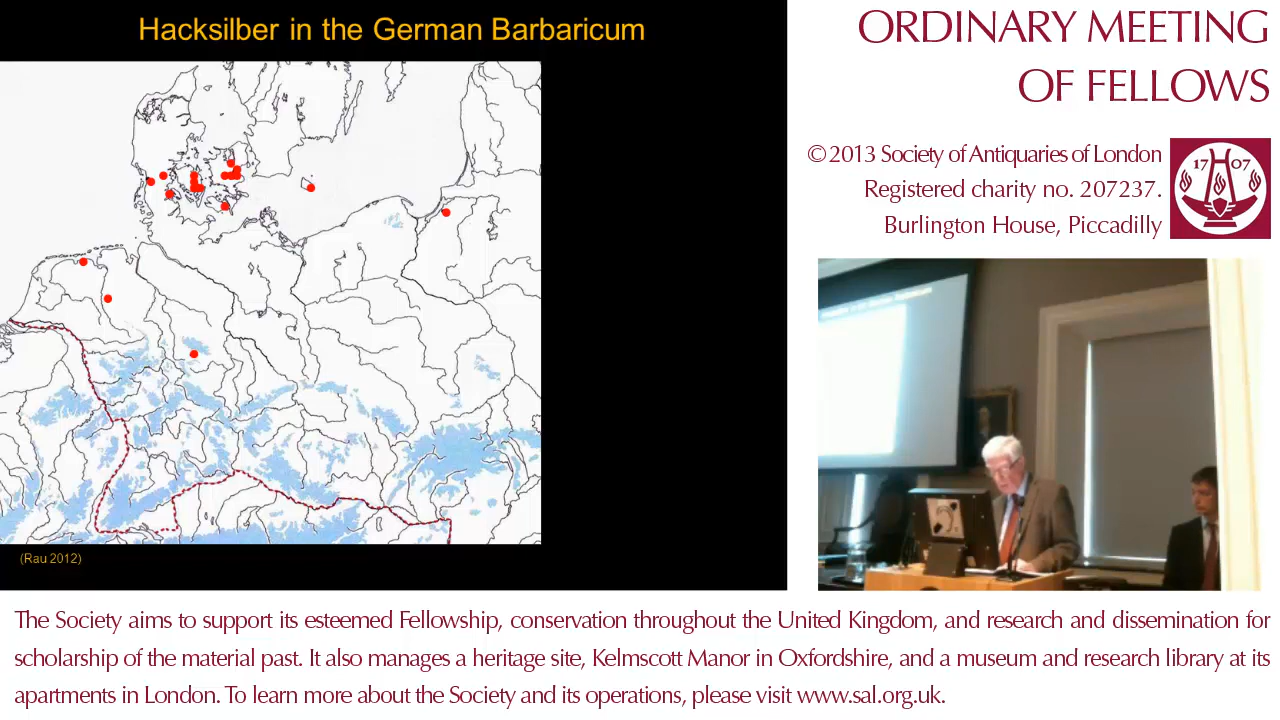 Hacksilber in the German Barbaricum
(Rau 2012)
ORDINARY MEETING
OF FELLOWS
© 2013 Society of Antiquaries of London
Registered charity no. 207237.
Burlington House, Piccadilly
17 07
The Society aims to support its esteemed Fellowship, conservation throughout the United Kingdom, and research and dissemination for
scholarship of the material past. It also manages a heritage site, Kelmscott Manor in Oxfordshire, and a museum and research library at its
apartments in London. To learn more about the Society and its operations, please visit www.sal.org.uk.